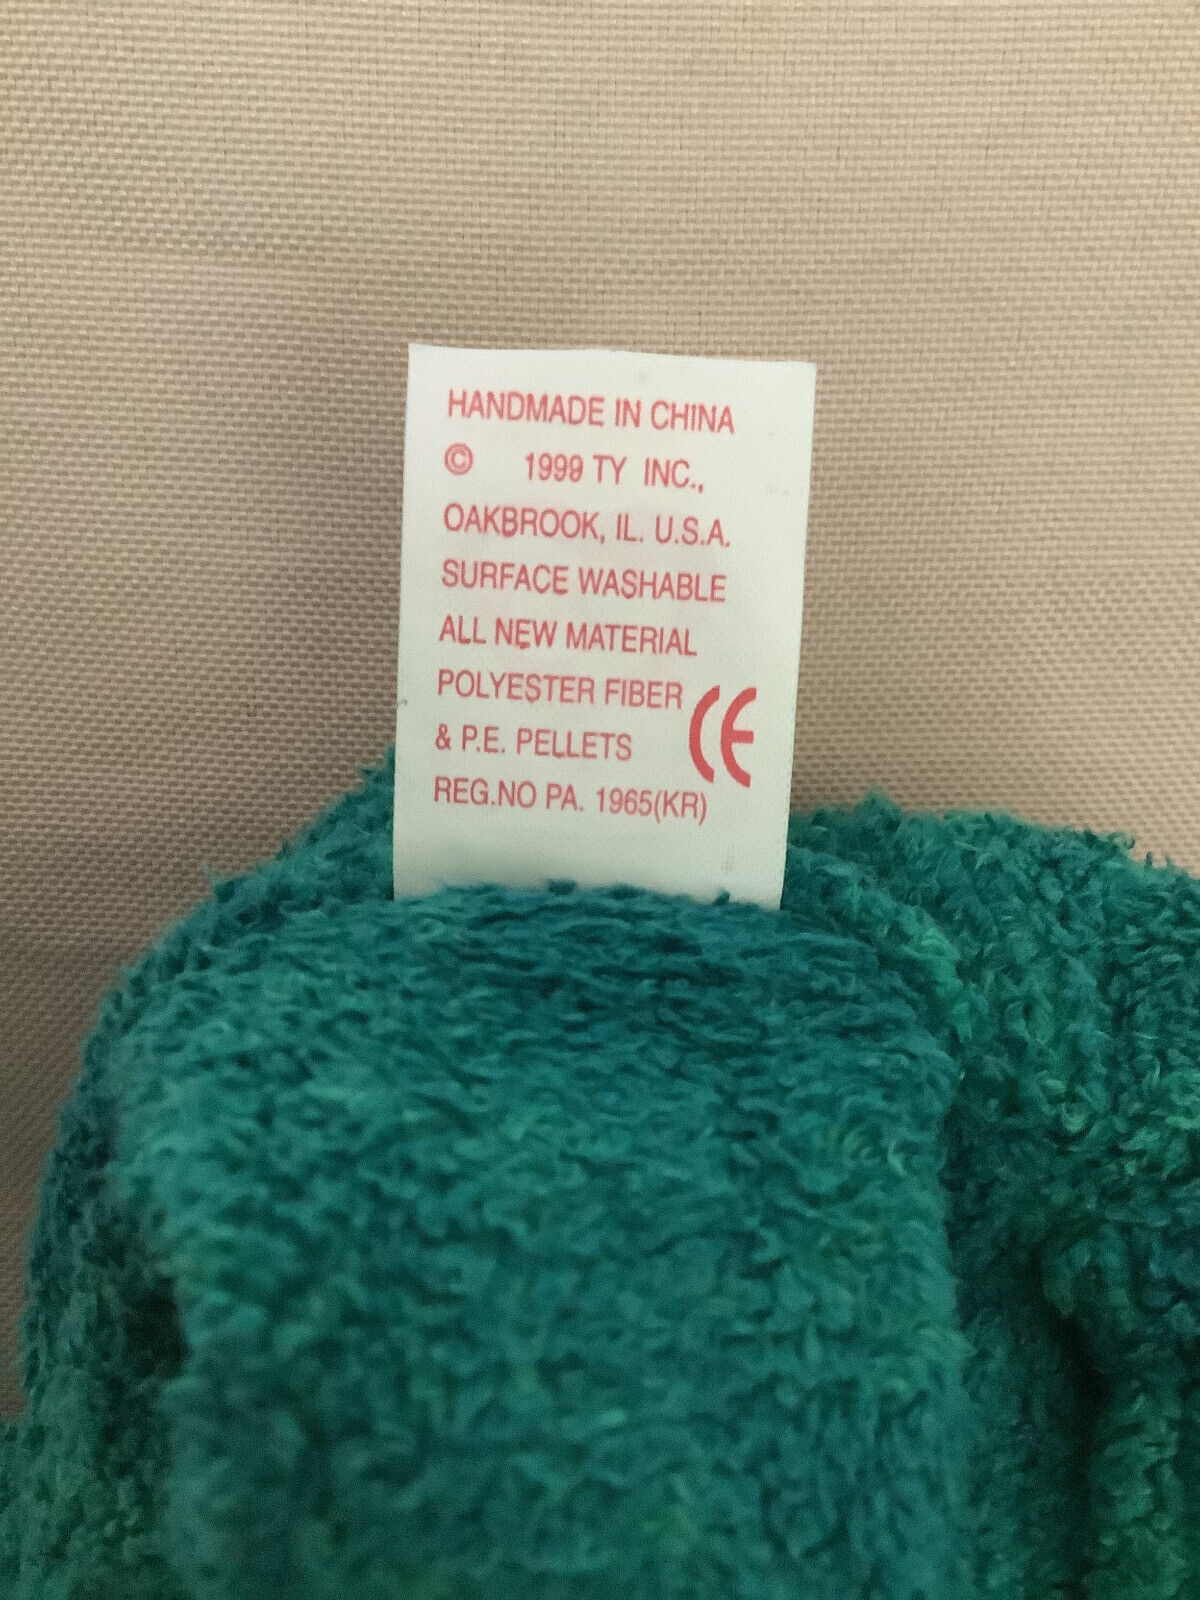 HANDMADE IN CHINA
© 1999 TY INC.,
OAKBROOK, IL. U.S.A.
SURFACE WASHABLE
ALL NEW MATERIAL
POLYESTER FIBER
& P.E. PELLETS
CE
REG.NO PA. 1965(KR)